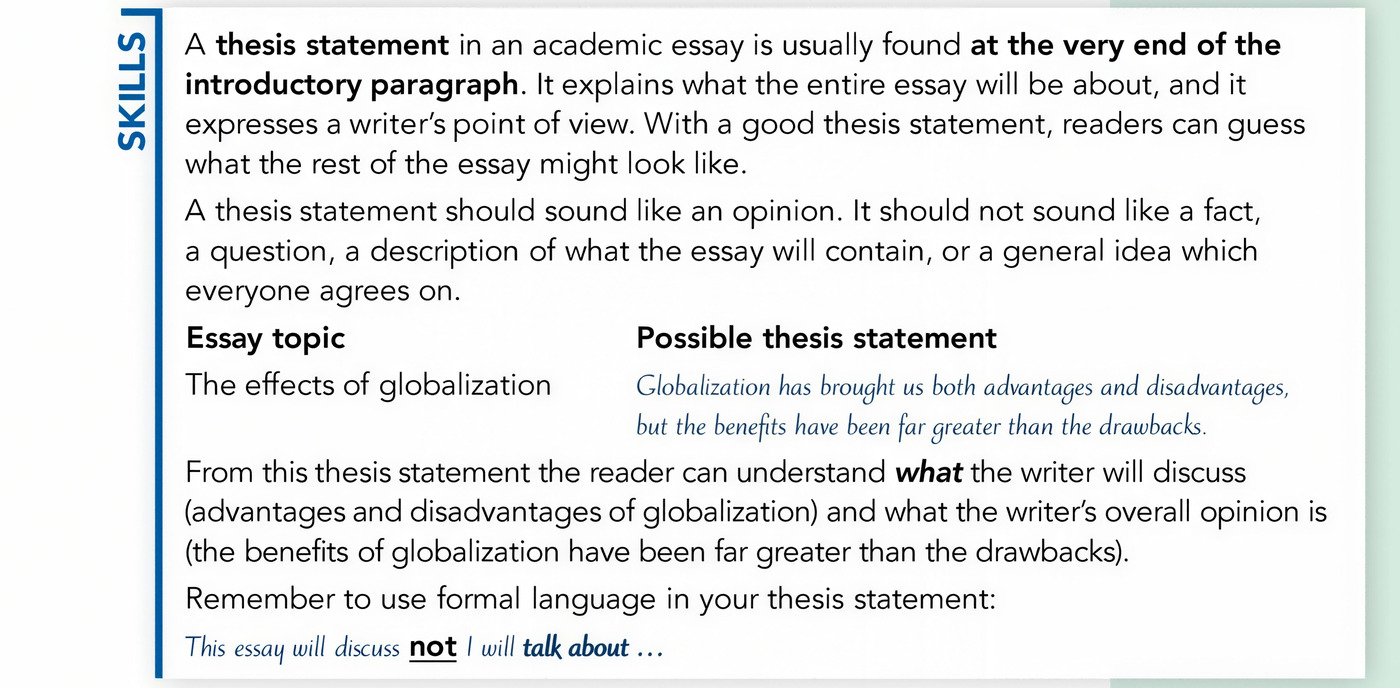 SKILLS
A thesis statement in an academic essay is usually found at the very end of the
introductory paragraph. It explains what the entire essay will be about, and it
expresses a writer's point of view. With a good thesis statement, readers can guess
what the rest of the essay might look like.
A thesis statement should sound like an opinion. It should not sound like a fact,
a question, a description of what the essay will contain, or a general idea which
everyone agrees on.
Essay topic Possible thesis statement
The effects of globalization Globalization has brought us both advantages and disadvantages,
but the benefits have been far greater than the drawbacks.
From this thesis statement the reader can understand what the writer will discuss
(advantages and disadvantages of globalization) and what the writer's overall opinion is
(the benefits of globalization have been far greater than the drawbacks).
Remember to use formal language in your thesis statement:
This essay will discuss not I will talk about ...